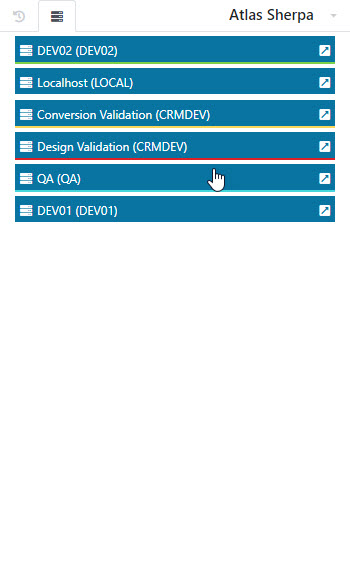 Atlas Sherpa
DEV02 (DEV02)
Localhost (LOCAL)
Conversion Validation (CRMDEV)
Design Validation (CRMDEV)
QA (QA)
DEV01 (DEV01)